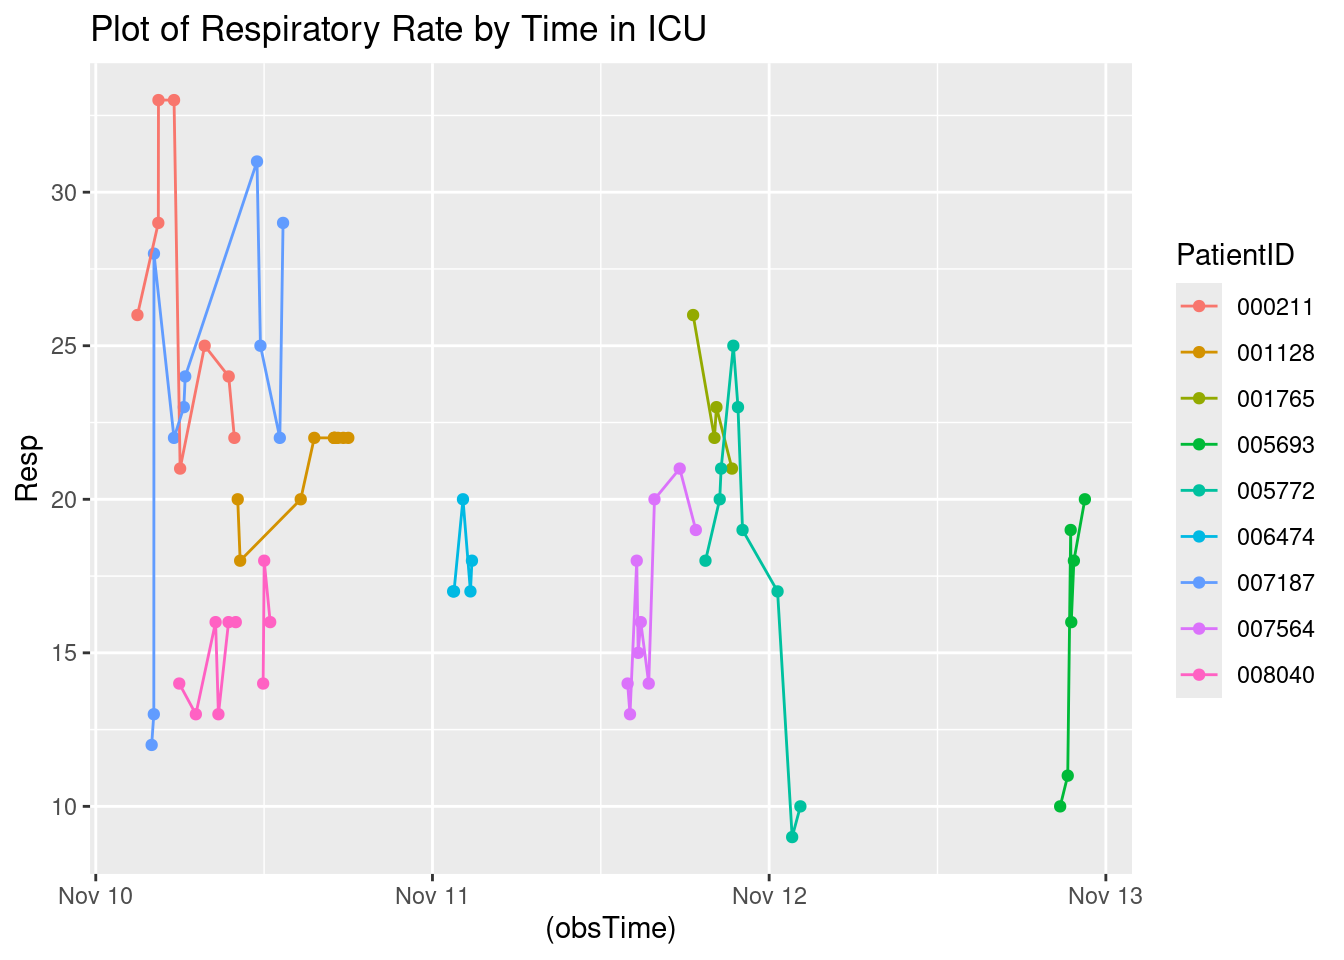 Plot of Respiratory Rate by Time in ICU
30
25
20
15
10
Resp
Nov 10
Nov 11
Nov 12
Nov 13
(obsTime)
PatientID
000211
001128
001765
005693
005772
006474
007187
007564
008040